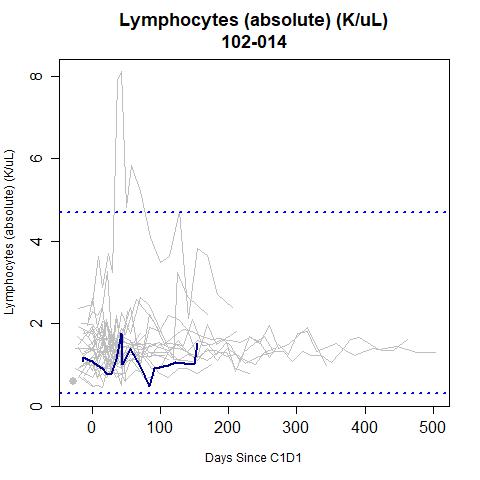 Lymphocytes (absolute) (K/uL)
102-014
Lymphocytes (absolute) (K/uL)
8
6
4
2
0
0 100 200 300 400 500
Days Since C1D1